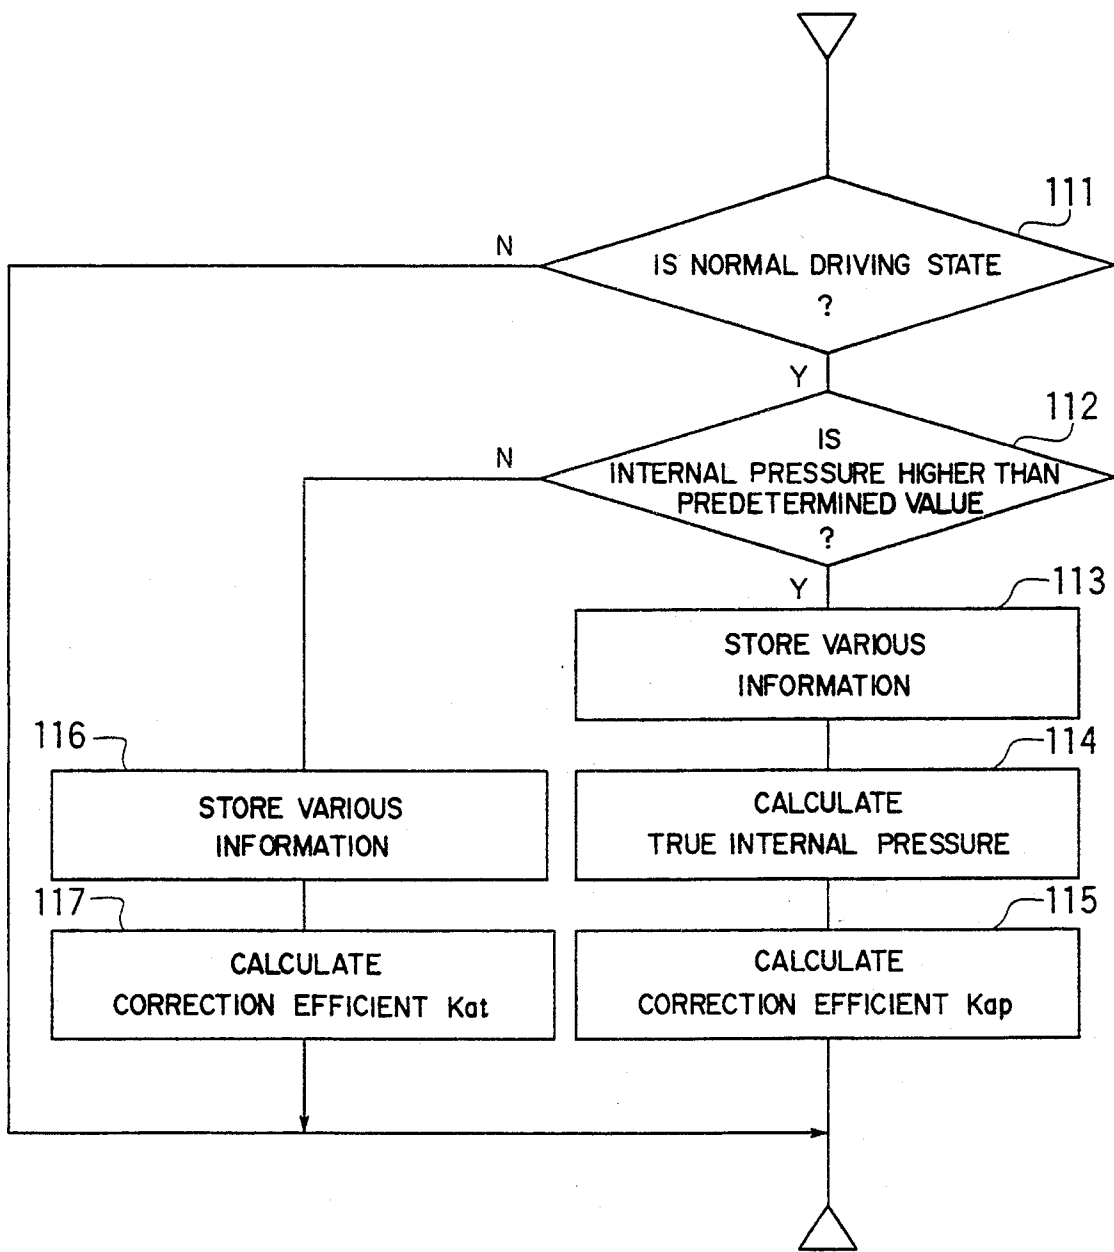 111
N
IS NORMAL DRIVING STATE
?
Y
112
N
IS
INTERNAL PRESSURE HIGHER THAN
PREDETERMINED VALUE
?
Y
113
STORE VARIOUS
INFORMATION
116
STORE VARIOUS
INFORMATION
114
CALCULATE
TRUE INTERNAL PRESSURE
117
CALCULATE
CORRECTION EFFICIENT Kat
115
CALCULATE
CORRECTION EFFICIENT Kap